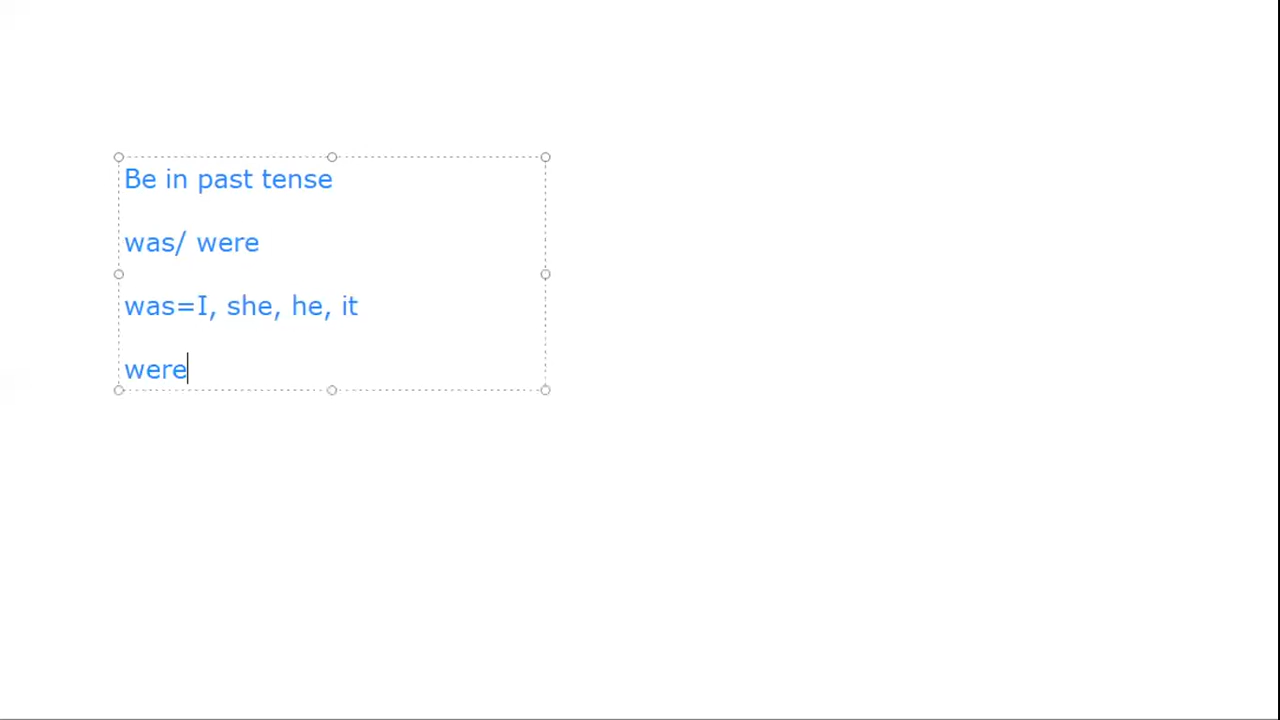 Be in past tense
was/ were
was=I, she, he, it
were